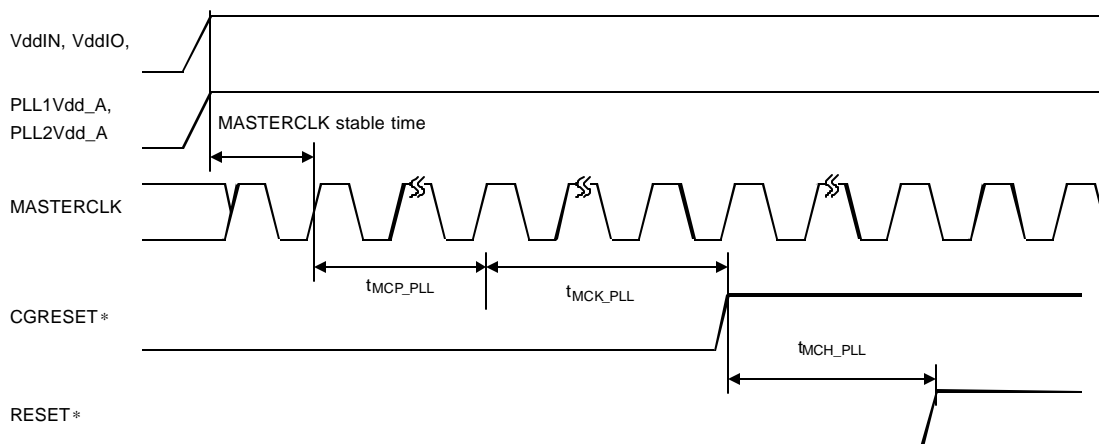 VddIN, VddIO,
PLL1Vdd_A,
PLL2Vdd_A
MASTERCLK stable time
MASTERCLK
tMCP_PLL
tMCK_PLL
CGRESET*
tMCH_PLL
RESET*